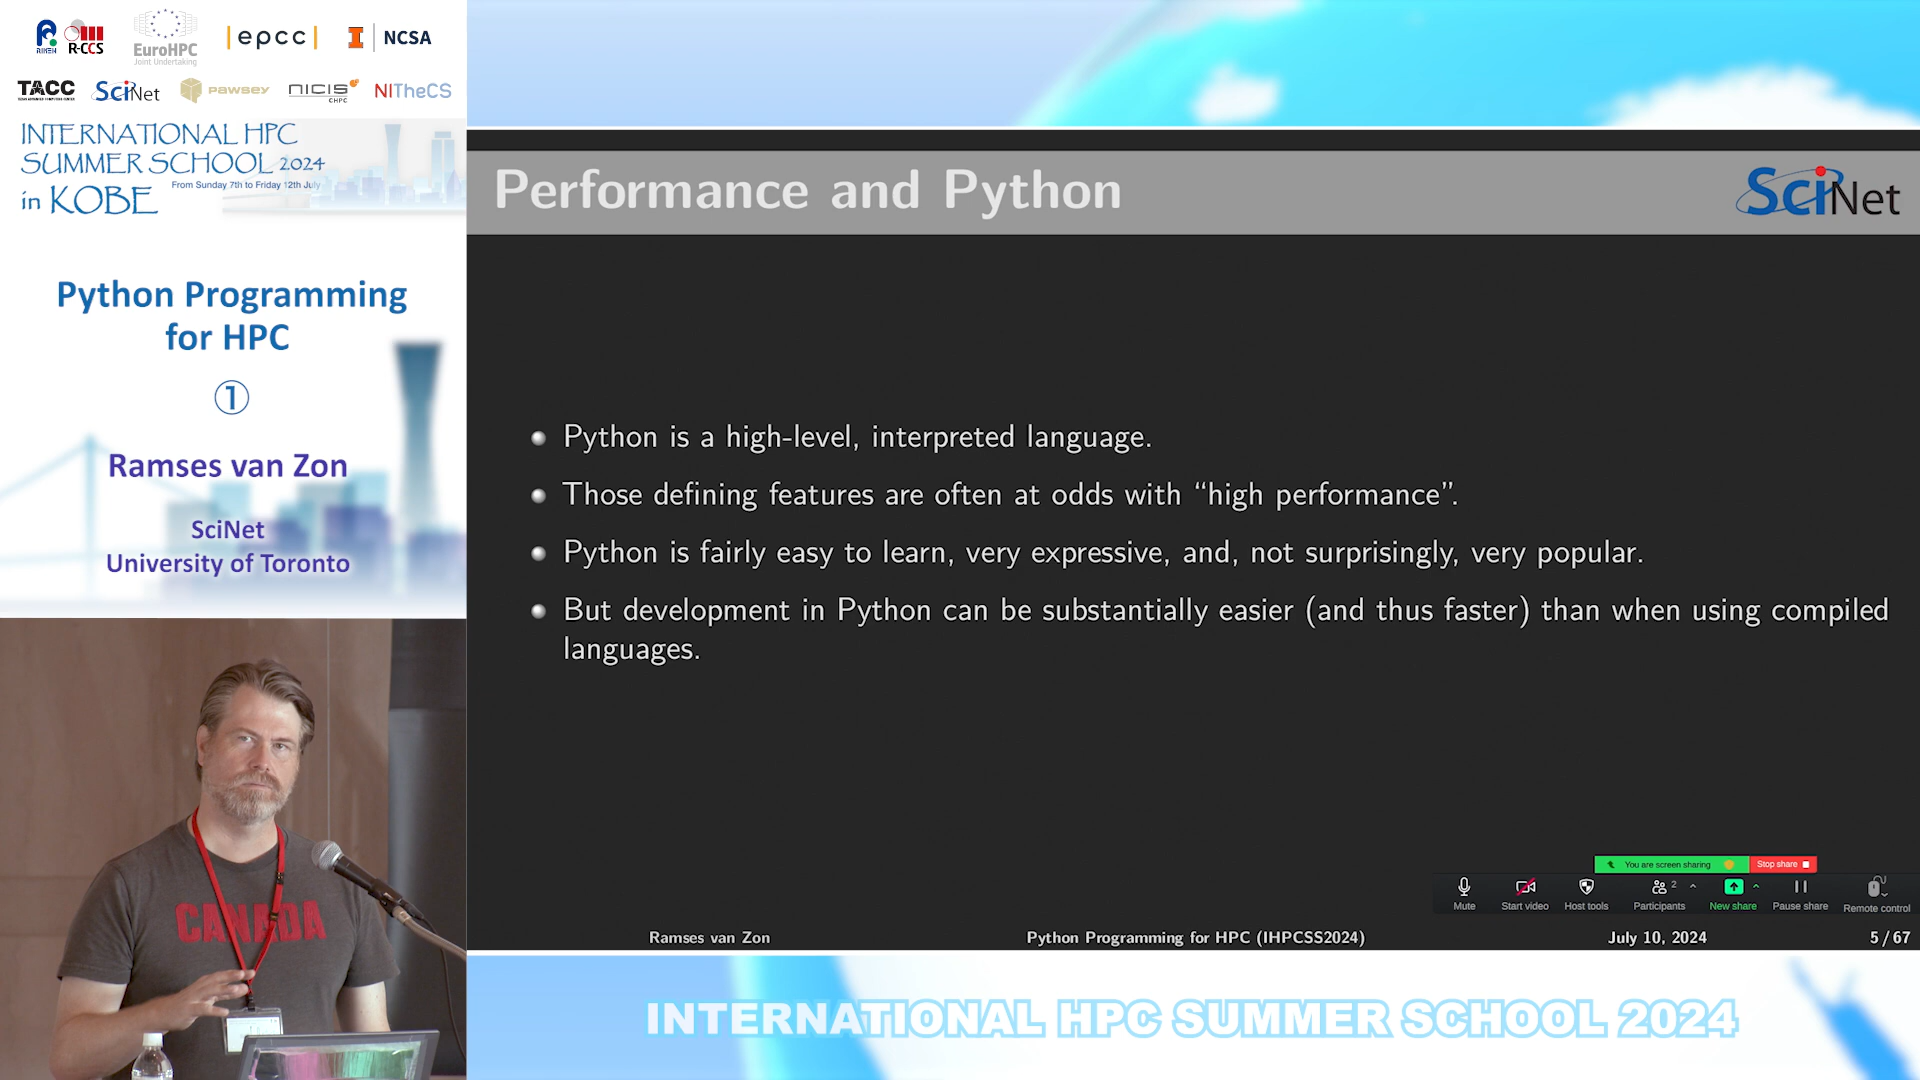 RIKEN
R-CCS
EuroHPC
Joint Undertaking
epcc
NCSA
TACC
SciNet
PAWSEY
NICIS
CHPC
NITheCS
INTERNATIONAL HPC
SUMMER SCHOOL 2024
in KOBE
From Sunday 7th to Friday 12th July
Python Programming
for HPC
①
Ramses van Zon
SciNet
University of Toronto
CANADA
Performance and Python
SciNet
Python is a high-level, interpreted language.
Those defining features are often at odds with “high performance”.
Python is fairly easy to learn, very expressive, and, not surprisingly, very popular.
But development in Python can be substantially easier (and thus faster) than when using compiled
languages.
You are screen sharing
Stop share
2
Mute
Start video
Host tools
Participants
New share
Pause share
Remote control
Ramses van Zon
Python Programming for HPC (IHPCSS2024)
July 10, 2024
5 / 67
INTERNATIONAL HPC SUMMER SCHOOL 2024